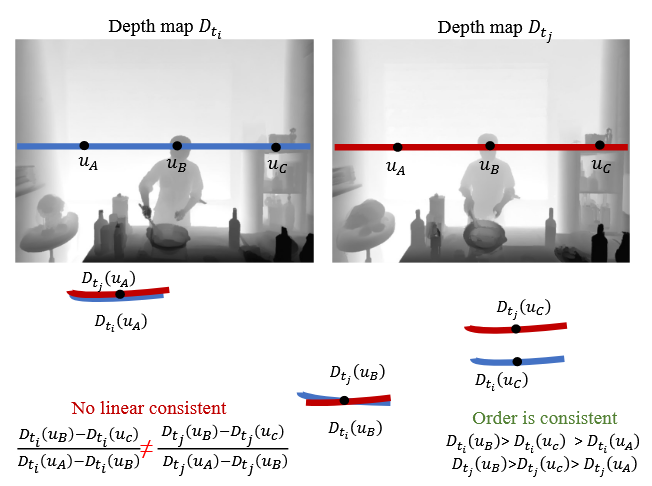 Depth map D_{t_i}
Depth map D_{t_j}
u_A
u_B
u_C
u_A
u_B
u_C
D_{t_j}(u_A)
D_{t_i}(u_A)
D_{t_j}(u_C)
D_{t_i}(u_C)
D_{t_j}(u_B)
D_{t_i}(u_B)
No linear consistent
\frac{D_{t_i}(u_B)-D_{t_i}(u_C)}{D_{t_i}(u_A)-D_{t_i}(u_B)} ≠ \frac{D_{t_j}(u_B)-D_{t_j}(u_C)}{D_{t_j}(u_A)-D_{t_j}(u_B)}
Order is consistent
D_{t_i}(u_B)> D_{t_i}(u_C) > D_{t_i}(u_A)
D_{t_j}(u_B)>D_{t_j}(u_C)> D_{t_j}(u_A)